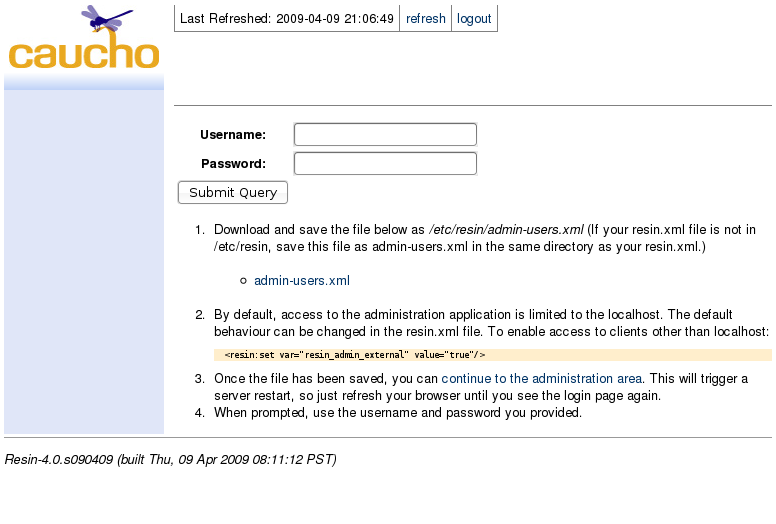 caucho
Last Refreshed: 2009-04-09 21:06:49 refresh logout
Username:
Password:
Submit Query
1. Download and save the file below as /etc/resin/admin-users.xml (If your resin.xml file is not in
/etc/resin, save this file as admin-users.xml in the same directory as your resin.xml.)
admin-users.xml
2. By default, access to the administration application is limited to the localhost. The default
behaviour can be changed in the resin.xml file. To enable access to clients other than localhost:
<resin:set var="resin_admin_external" value="true"/>
3. Once the file has been saved, you can continue to the administration area. This will trigger a
server restart, so just refresh your browser until you see the login page again.
4. When prompted, use the username and password you provided.
Resin-4.0.s090409 (built Thu, 09 Apr 2009 08:11:12 PST)